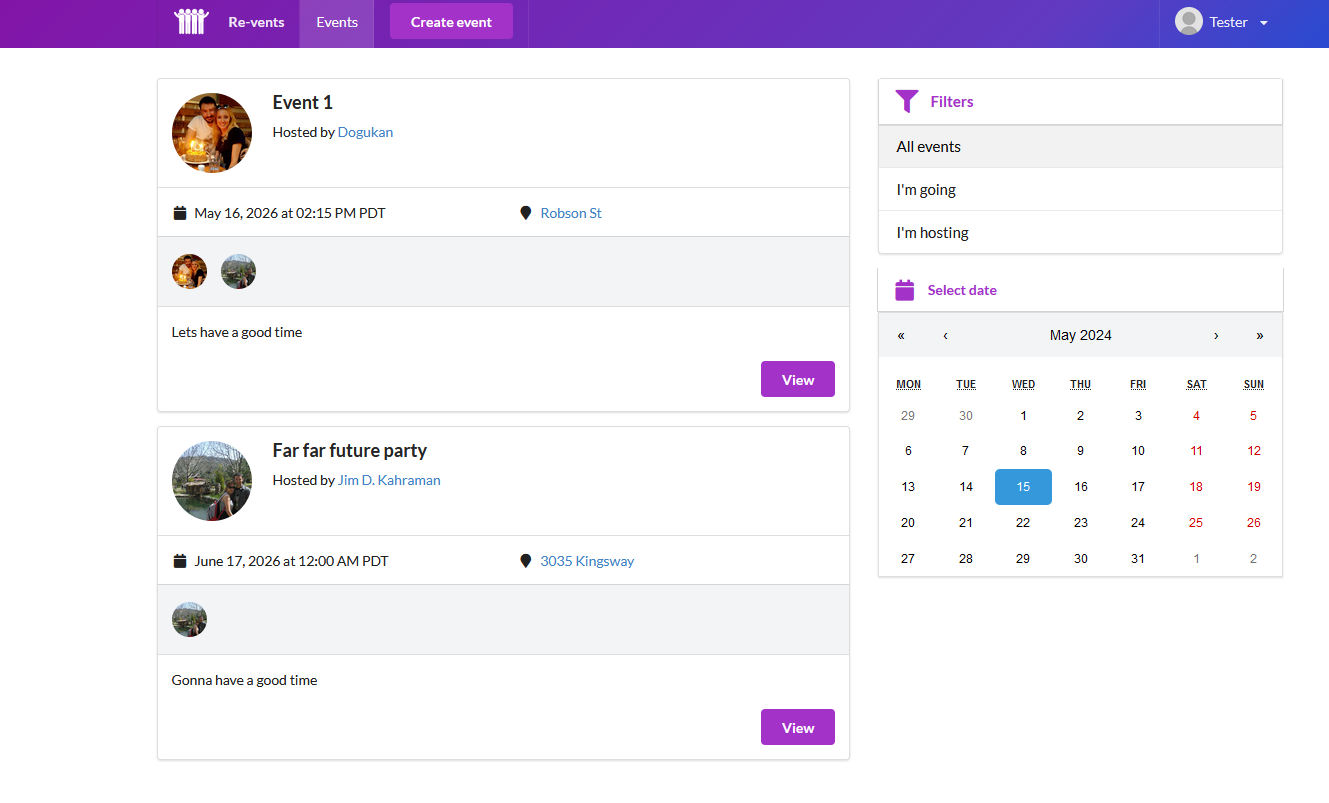 Re-vents
Events
Create event
Tester
Event 1
Hosted by Dogukan
May 16, 2026 at 02:15 PM PDT
Robson St
Lets have a good time
View
Far far future party
Hosted by Jim D. Kahraman
June 17, 2026 at 12:00 AM PDT
3035 Kingsway
Gonna have a good time
View
Filters
All events
I'm going
I'm hosting
Select date
« ‹ May 2024 › »
MON TUE WED THU FRI SAT SUN
29 30 1 2 3 4 5
6 7 8 9 10 11 12
13 14 15 16 17 18 19
20 21 22 23 24 25 26
27 28 29 30 31 1 2